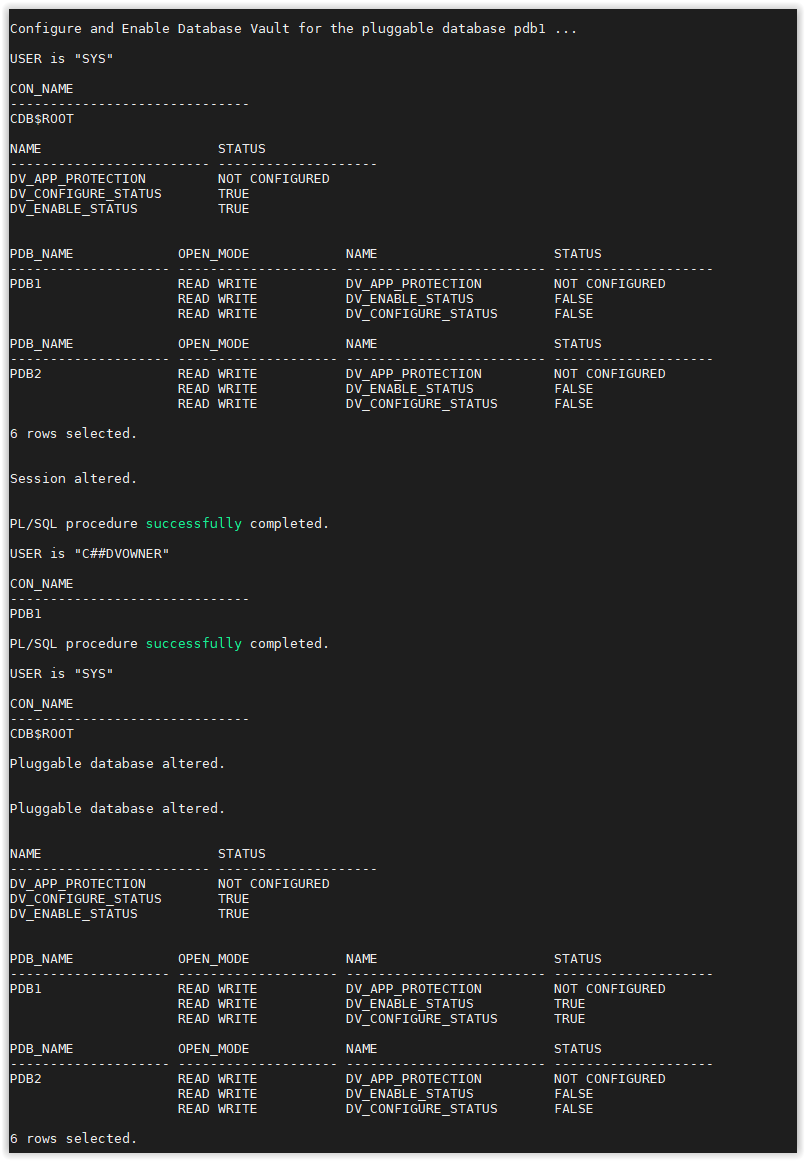 Configure and Enable Database Vault for the pluggable database pdb1 ...
USER is "SYS"
CON_NAME
------------------------------
CDB$ROOT
NAME                      STATUS
------------------------- --------------------
DV_APP_PROTECTION         NOT CONFIGURED
DV_CONFIGURE_STATUS       TRUE
DV_ENABLE_STATUS          TRUE
PDB_NAME             OPEN_MODE            NAME                      STATUS
-------------------- -------------------- ------------------------- --------------------
PDB1                 READ WRITE           DV_APP_PROTECTION         NOT CONFIGURED
                     READ WRITE           DV_ENABLE_STATUS          FALSE
                     READ WRITE           DV_CONFIGURE_STATUS       FALSE
PDB_NAME             OPEN_MODE            NAME                      STATUS
-------------------- -------------------- ------------------------- --------------------
PDB2                 READ WRITE           DV_APP_PROTECTION         NOT CONFIGURED
                     READ WRITE           DV_ENABLE_STATUS          FALSE
                     READ WRITE           DV_CONFIGURE_STATUS       FALSE
6 rows selected.
Session altered.
PL/SQL procedure successfully completed.
USER is "C##DVOWNER"
CON_NAME
------------------------------
PDB1
PL/SQL procedure successfully completed.
USER is "SYS"
CON_NAME
------------------------------
CDB$ROOT
Pluggable database altered.
Pluggable database altered.
NAME                      STATUS
------------------------- --------------------
DV_APP_PROTECTION         NOT CONFIGURED
DV_CONFIGURE_STATUS       TRUE
DV_ENABLE_STATUS          TRUE
PDB_NAME             OPEN_MODE            NAME                      STATUS
-------------------- -------------------- ------------------------- --------------------
PDB1                 READ WRITE           DV_APP_PROTECTION         NOT CONFIGURED
                     READ WRITE           DV_ENABLE_STATUS          TRUE
                     READ WRITE           DV_CONFIGURE_STATUS       TRUE
PDB_NAME             OPEN_MODE            NAME                      STATUS
-------------------- -------------------- ------------------------- --------------------
PDB2                 READ WRITE           DV_APP_PROTECTION         NOT CONFIGURED
                     READ WRITE           DV_ENABLE_STATUS          FALSE
                     READ WRITE           DV_CONFIGURE_STATUS       FALSE
6 rows selected.